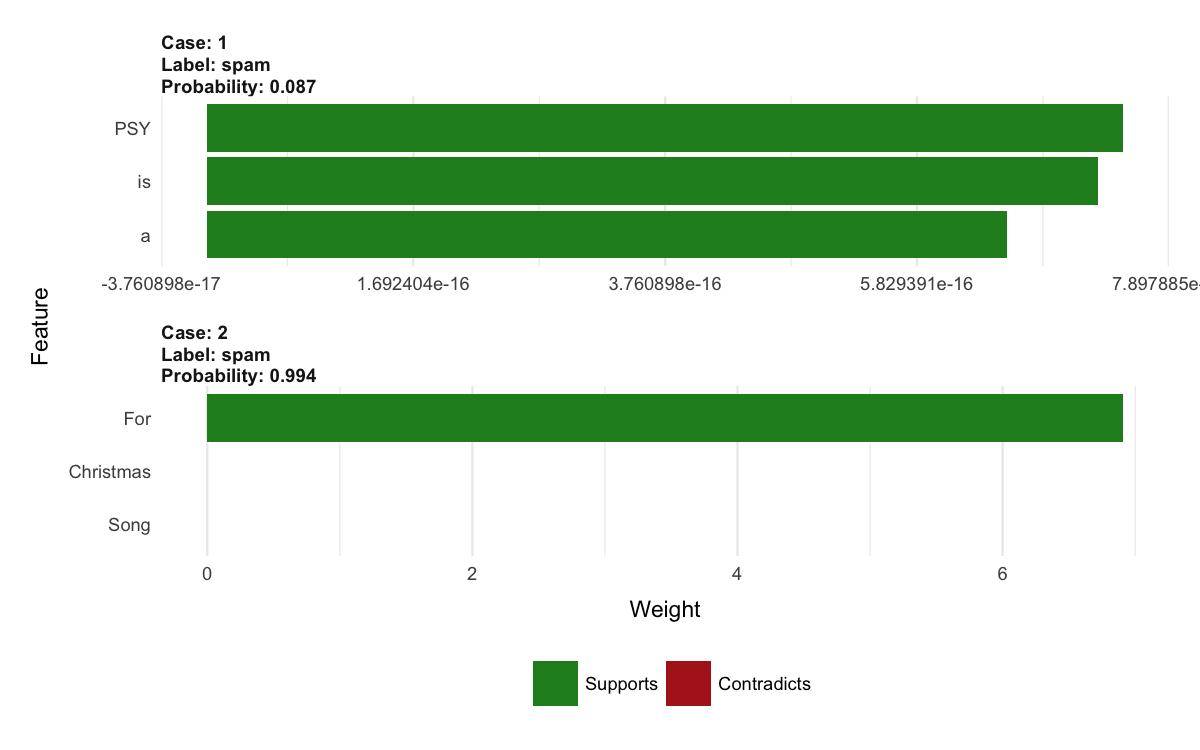 Case: 1
Label: spam
Probability: 0.087
PSY
is
a
-3.760898e-17 1.692404e-16 3.760898e-16 5.829391e-16 7.897885e-
Feature
Case: 2
Label: spam
Probability: 0.994
For
Christmas
Song
0 2 4 6
Weight
Supports Contradicts